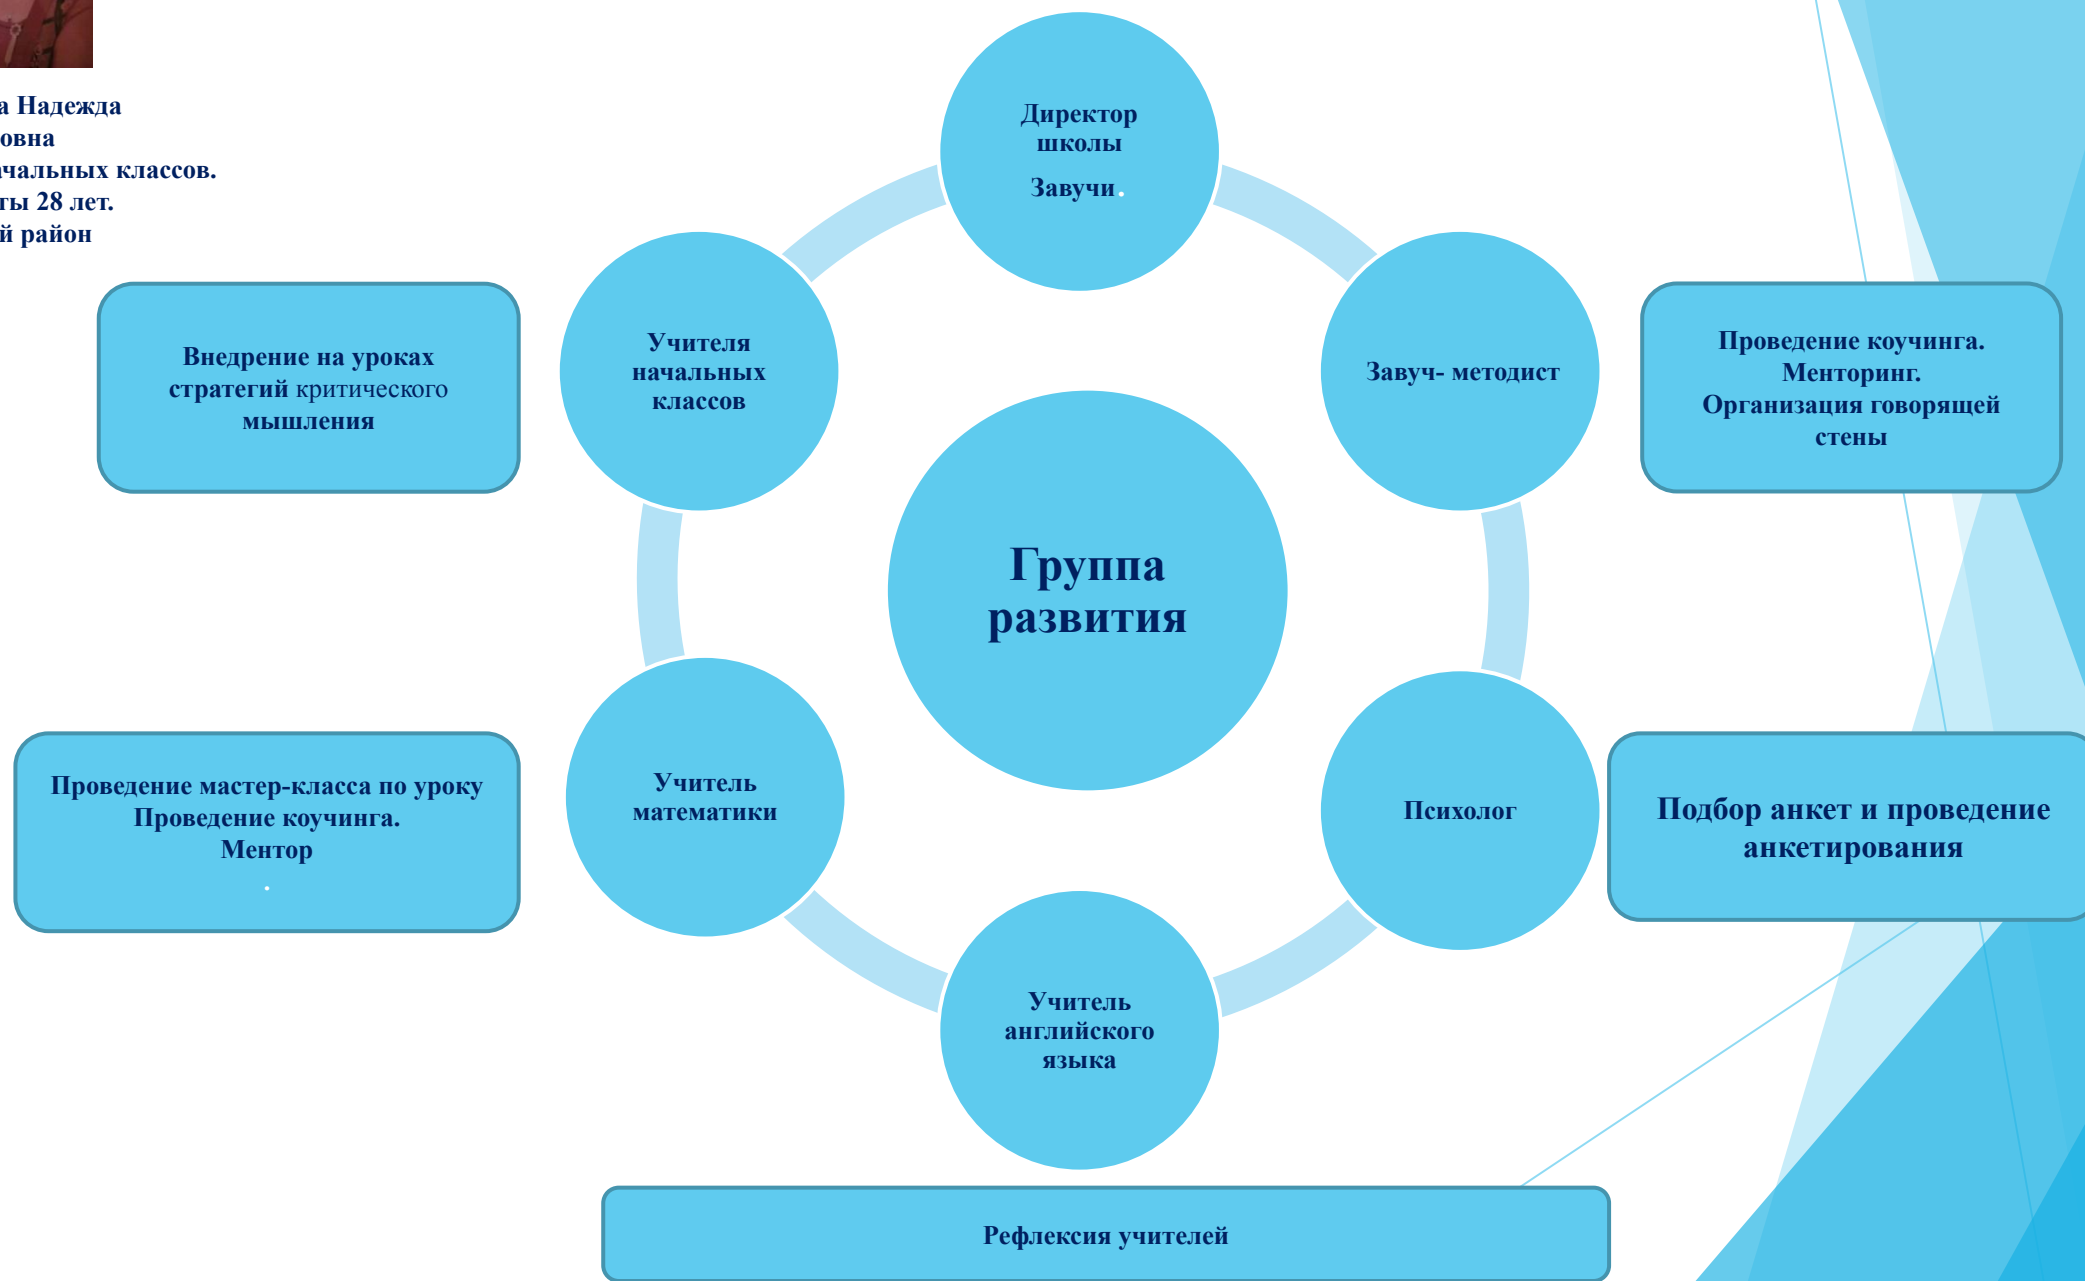 а Надежда
овна
ачальных классов.
ты 28 лет.
й район
Директор
школы
Завучи.
Учителя
начальных
классов
Завуч- методист
Внедрение на уроках
стратегий критического
мышления
Проведение коучинга.
Менторинг.
Организация говорящей
стены
Группа
развития
Учитель
математики
Психолог
Проведение мастер-класса по уроку
Проведение коучинга.
Ментор
.
Подбор анкет и проведение
анкетирования
Учитель
английского
языка
Рефлексия учителей